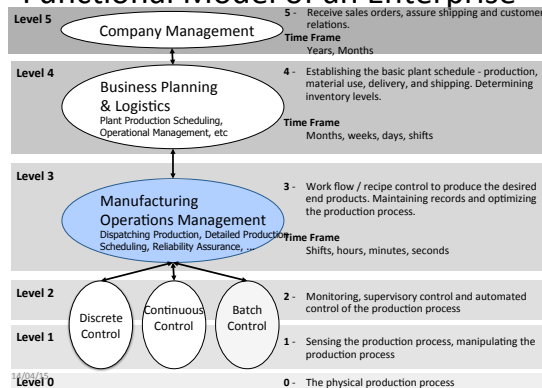 Functional Model of an Enterprise
Level 5
Company Management
5 - Receive sales orders, assure shipping and customer
relations.
Time Frame
Years, Months
Level 4
Business Planning
& Logistics
Plant Production Scheduling,
Operational Management, etc
4 - Establishing the basic plant schedule - production,
material use, delivery, and shipping. Determining
inventory levels.
Time Frame
Months, weeks, days, shifts
Level 3
Manufacturing
Operations Management
Dispatching Production, Detailed Production
Scheduling, Reliability Assurance, ...
3 - Work flow / recipe control to produce the desired
end products. Maintaining records and optimizing
the production process.
Time Frame
Shifts, hours, minutes, seconds
Level 2
Discrete
Control
Continuous
Control
Batch
Control
2 - Monitoring, supervisory control and automated
control of the production process
Level 1
1 - Sensing the production process, manipulating the
production process
14/04/15
Level 0
0 - The physical production process